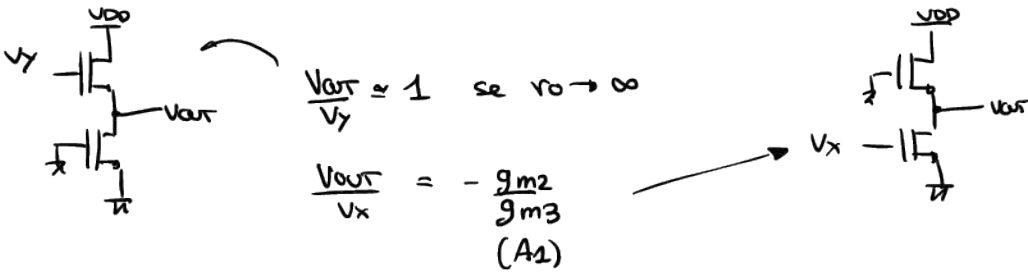 VDD
VY
VOUT
VOUT/VY ≃ 1 se ro → ∞
VOUT/VX = - gm2/gm3
(A1)
VDD
VX
VOUT